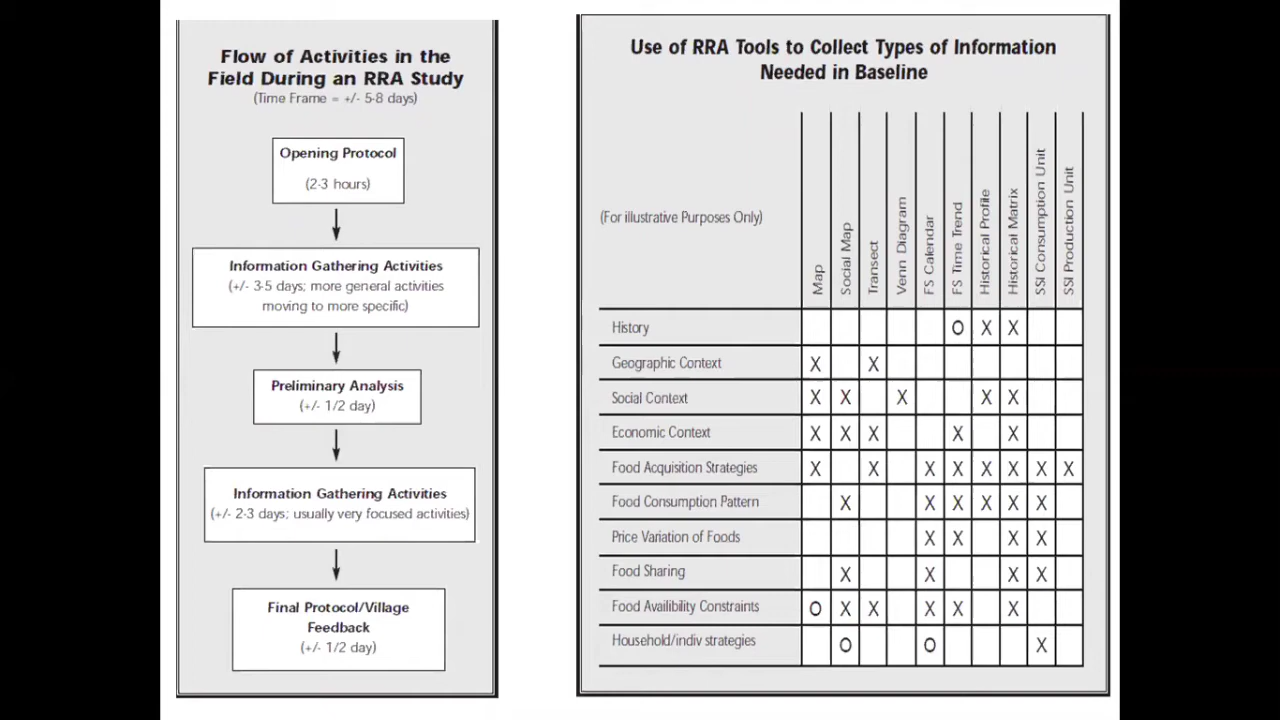 Flow of Activities in the
Field During an RRA Study
(Time Frame = +/- 5-8 days)
Opening Protocol
(2-3 hours)
Information Gathering Activities
(+/- 3-5 days; more general activities
moving to more specific)
Preliminary Analysis
(+/- 1/2 day)
Information Gathering Activities
(+/- 2-3 days; usually very focused activities)
Final Protocol/Village
Feedback
(+/- 1/2 day)
Use of RRA Tools to Collect Types of Information
Needed in Baseline
(For illustrative Purposes Only)
Map
Social Map
Transect
Venn Diagram
FS Calendar
FS Time Trend
Historical Profile
Historical Matrix
SSI Consumption Unit
SSI Production Unit
History O X X
Geographic Context X X
Social Context X X X X X
Economic Context X X X X X
Food Acquisition Strategies X X X X X X X X
Food Consumption Pattern X X X X X X
Price Variation of Foods X X X X
Food Sharing X X X X
Food Availibility Constraints O X X X X X
Household/indiv strategies O O X